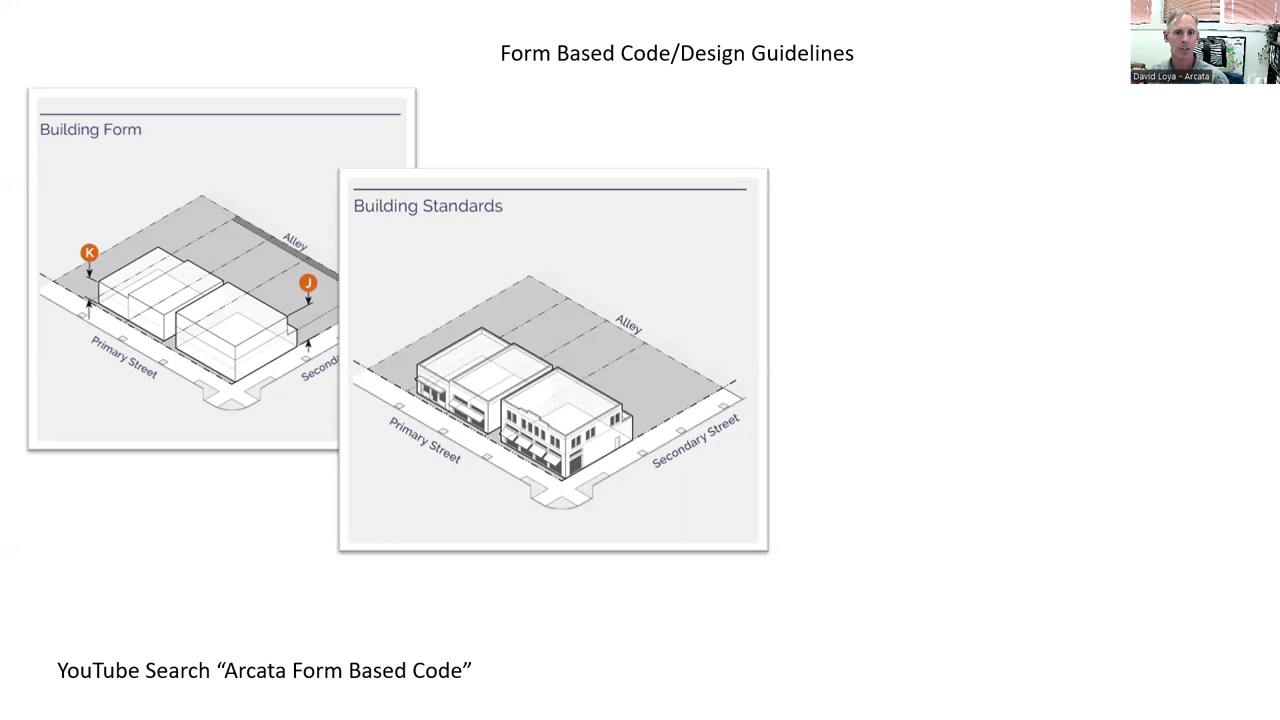 Form Based Code/Design Guidelines
David Loya - Arcata
Building Form
K
Alley
J
Primary Street
Building Standards
Alley
Primary Street
Secondary Street
YouTube Search “Arcata Form Based Code”